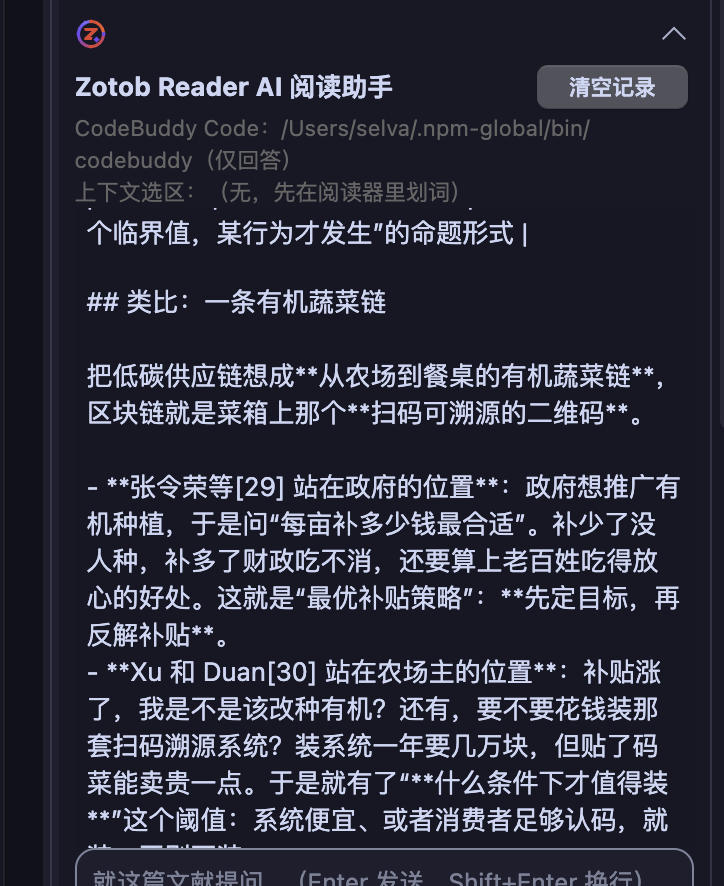 Zotob Reader AI 阅读助手
清空记录
CodeBuddy Code：/Users/selva/.npm-global/bin/
codebuddy（仅回答）
上下文选区：（无，先在阅读器里划词）
个临界值，某行为才发生”的命题形式 |
## 类比：一条有机蔬菜链
把低碳供应链想成**从农场到餐桌的有机蔬菜链**，
区块链就是菜箱上那个**扫码可溯源的二维码**。
- **张令荣等[29] 站在政府的位置**：政府想推广有
机种植，于是问“每亩补多少钱最合适”。补少了没
人种，补多了财政吃不消，还要算上老百姓吃得放
心的好处。这就是“最优补贴策略”：**先定目标，再
反解补贴**。
- **Xu 和 Duan[30] 站在农场主的位置**：补贴涨
了，我是不是该改种有机？还有，要不要花钱装那
套扫码溯源系统？装系统一年要几万块，但贴了码
菜能卖贵一点。于是就有了“**什么条件下才值得装
**”这个阈值：系统便宜、或者消费者足够认码，就
就这篇文献提问…（Enter 发送，Shift+Enter 换行）